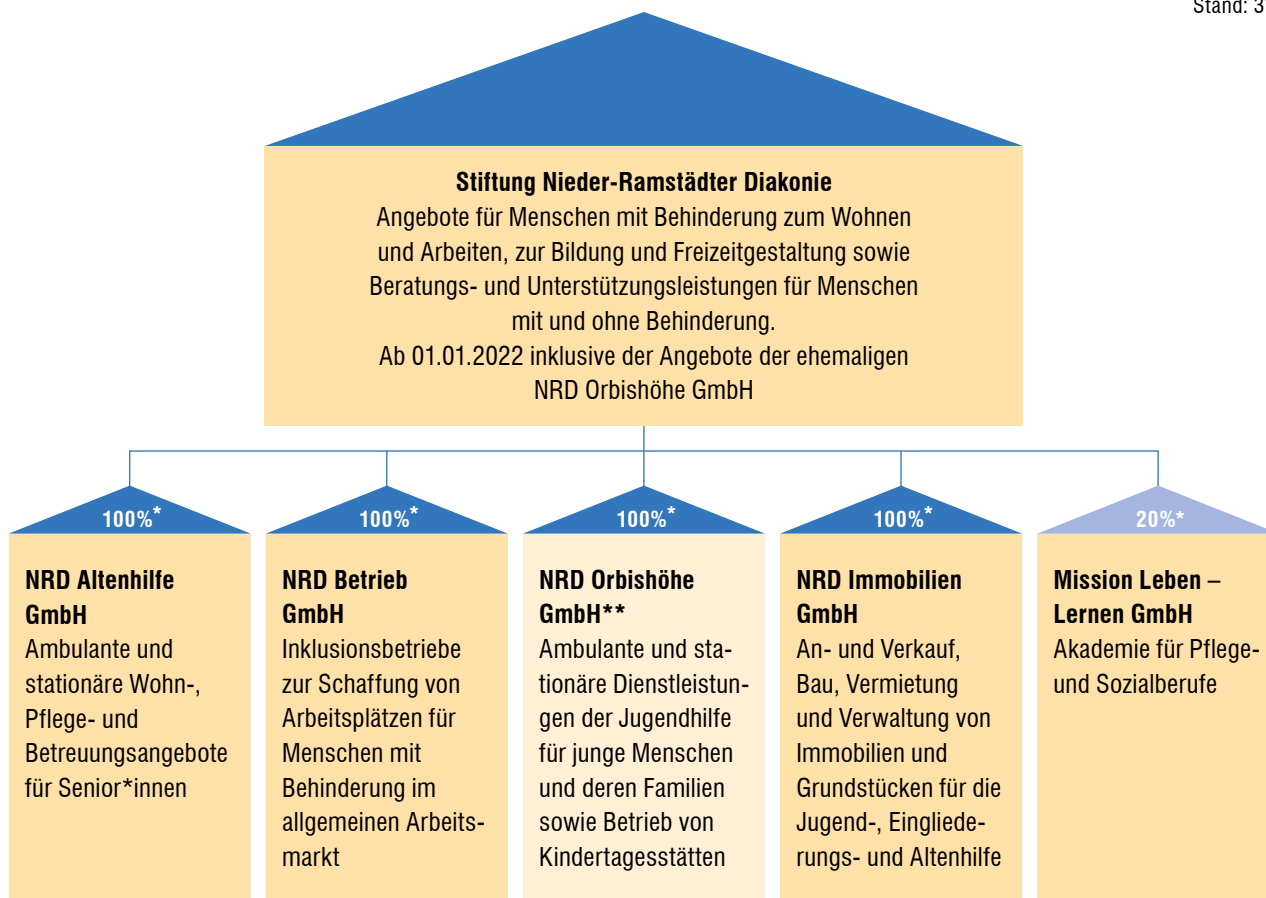 Stand: 3
Stiftung Nieder-Ramstädter Diakonie
Angebote für Menschen mit Behinderung zum Wohnen
und Arbeiten, zur Bildung und Freizeitgestaltung sowie
Beratungs- und Unterstützungsleistungen für Menschen
mit und ohne Behinderung.
Ab 01.01.2022 inklusive der Angebote der ehemaligen
NRD Orbishöhe GmbH
100%*
NRD Altenhilfe
GmbH
Ambulante und
stationäre Wohn-,
Pflege- und
Betreuungsangebote
für Senior*innen
100%*
NRD Betrieb
GmbH
Inklusionsbetriebe
zur Schaffung von
Arbeitsplätzen für
Menschen mit
Behinderung im
allgemeinen Arbeits-
markt
100%*
NRD Orbishöhe
GmbH**
Ambulante und sta-
tionäre Dienstleistun-
gen der Jugendhilfe
für junge Menschen
und deren Familien
sowie Betrieb von
Kindertagesstätten
100%*
NRD Immobilien
GmbH
An- und Verkauf,
Bau, Vermietung
und Verwaltung von
Immobilien und
Grundstücken für die
Jugend-, Eingliede-
rungs- und Altenhilfe
20%*
Mission Leben –
Lernen GmbH
Akademie für Pflege-
und Sozialberufe